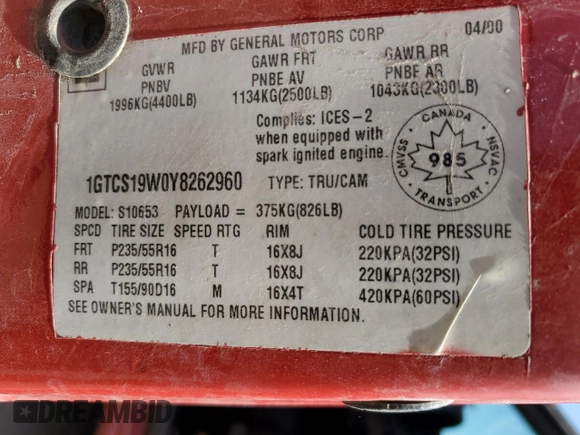 MFD BY GENERAL MOTORS CORP 04/00
GVWR GAWR FRT GAWR RR
PNBV PNBE AV PNBE AR
1996KG(4400LB) 1134KG(2500LB) 1043KG(2300LB)
Complies: ICES-2
when equipped with
spark ignited engine.
CANADA
CMVSS 985 NSVAC
TRANSPORT
1GTCS19W0Y8262960 TYPE: TRU/CAM
MODEL: S10653 PAYLOAD = 375KG(826LB)
SPCD TIRE SIZE SPEED RTG RIM COLD TIRE PRESSURE
FRT P235/55R16 T 16X8J 220KPA(32PSI)
RR P235/55R16 T 16X8J 220KPA(32PSI)
SPA T155/90D16 M 16X4T 420KPA(60PSI)
SEE OWNER'S MANUAL FOR MORE INFORMATION.
DREAMBID